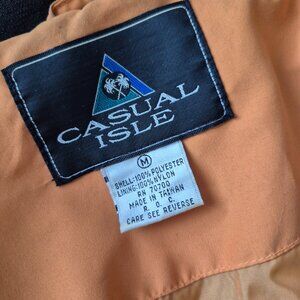 CASUAL
ISLE
M
SHELL:100% POLYESTER
LINING:100% NYLON
RN 70700
MADE IN TAIWAN
R. O. C.
CARE SEE REVERSE